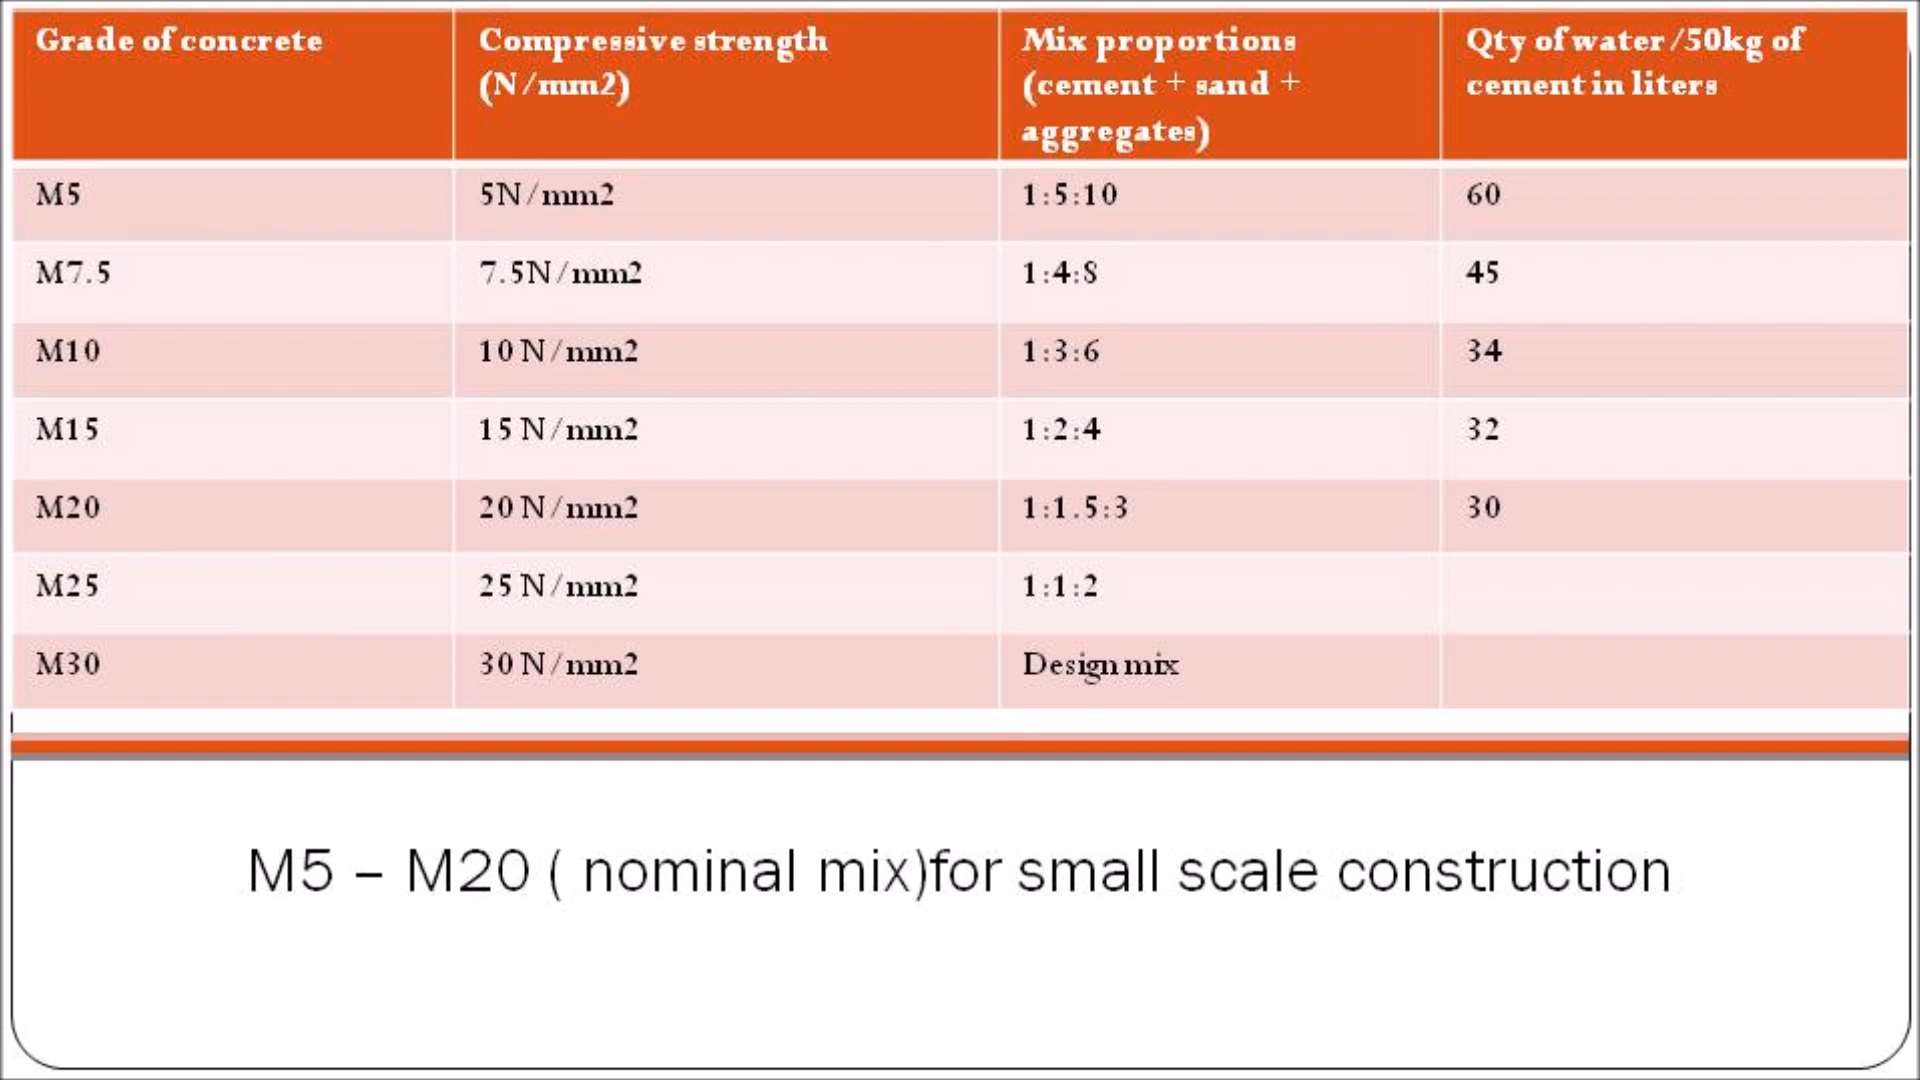 Grade of concrete
Compressive strength
(N/mm2)
Mix proportions
(cement + sand +
aggregates)
Qty of water/50kg of
cement in liters
M5
5N/mm2
1:5:10
60
M7.5
7.5N/mm2
1:4:8
45
M10
10 N/mm2
1:3:6
34
M15
15 N/mm2
1:2:4
32
M20
20 N/mm2
1:1.5:3
30
M25
25 N/mm2
1:1:2
M30
30 N/mm2
Design mix
M5 – M20 ( nominal mix)for small scale construction